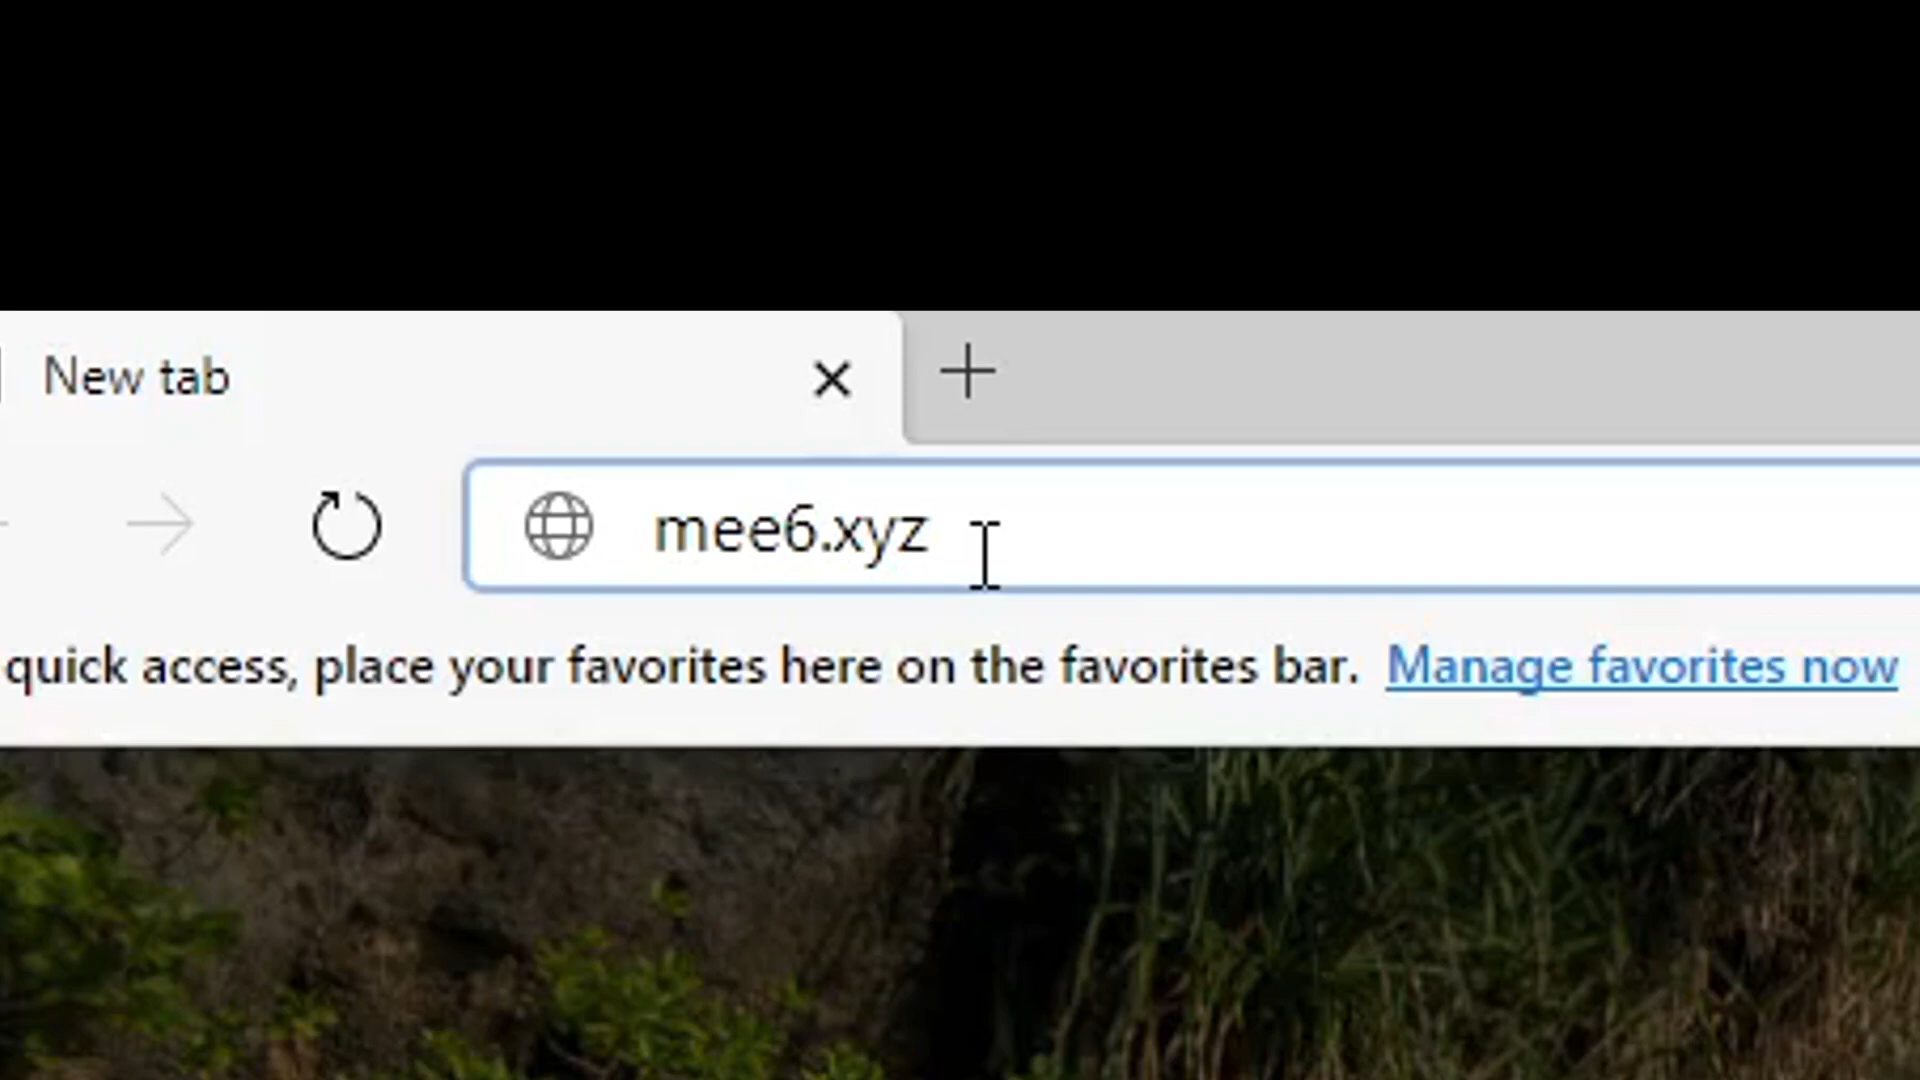 New tab
mee6.xyz
quick access, place your favorites here on the favorites bar. Manage favorites now